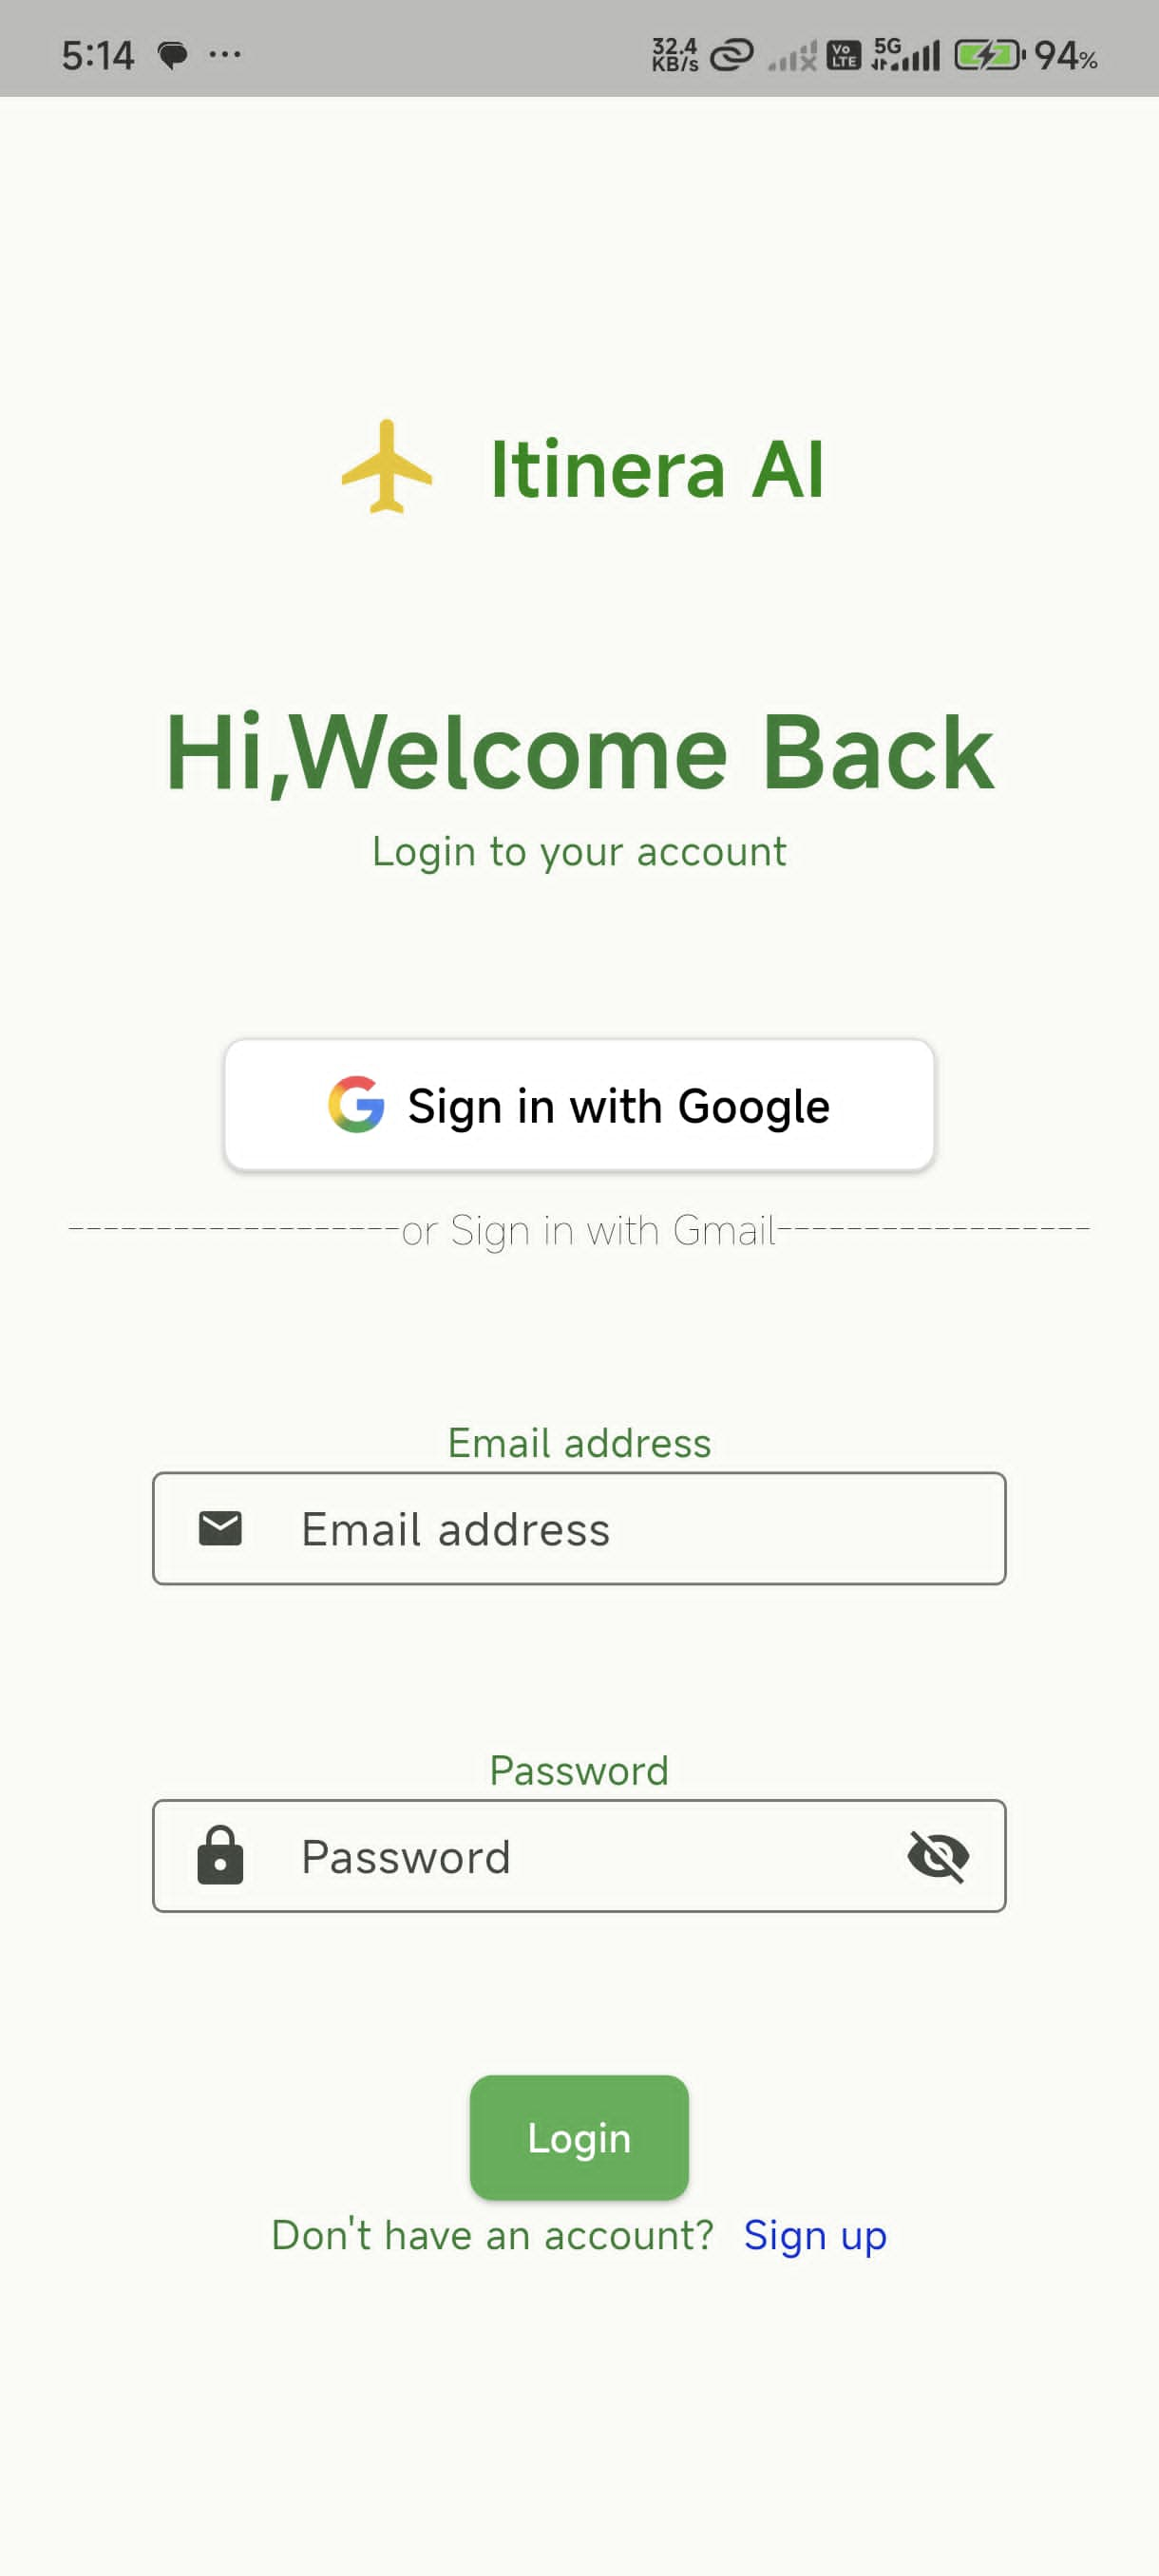 5:14 ... 32.4 KB/s Vo LTE 5G 94%
Itinera AI
Hi,Welcome Back
Login to your account
Sign in with Google
-------------------or Sign in with Gmail------------------
Email address
Email address
Password
Password
Login
Don't have an account? Sign up